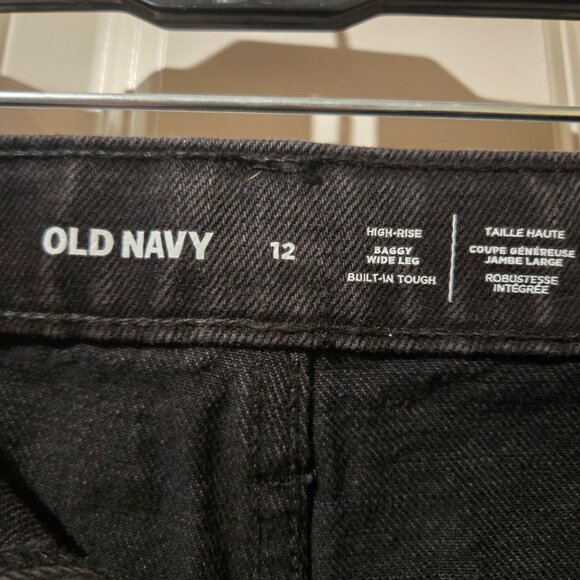 OLD NAVY
12
HIGH-RISE
BAGGY
WIDE LEG
BUILT-IN TOUGH
TAILLE HAUTE
COUPE GÉNÉREUSE
JAMBE LARGE
ROBUSTESSE
INTÉGRÉE